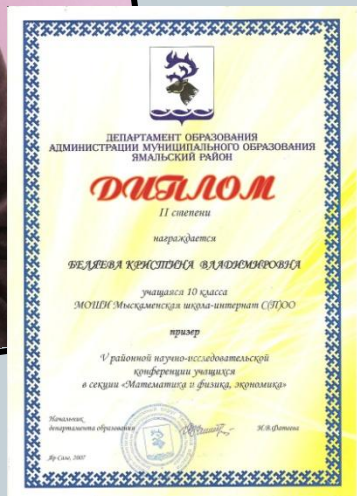 ДЕПАРТАМЕНТ ОБРАЗОВАНИЯ
АДМИНИСТРАЦИИ МУНИЦИПАЛЬНОГО ОБРАЗОВАНИЯ
ЯМАЛЬСКИЙ РАЙОН
ДИПЛОМ
II степени
награждается
БЕЛЯЕВА КРИСТИНА ВЛАДИМИРОВНА
учащаяся 10 класса
МОШИ Мыскаменская школа-интернат С(П)ОО
призер
V районной научно-исследовательской
конференции учащихся
в секции «Математика и физика, экономика»
Начальник
департамента образования
Н.В.Фатеева
Яр-Сале, 2007